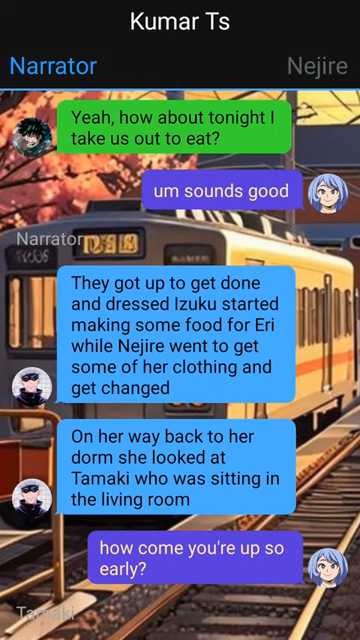 Kumar Ts
Narrator
Nejire
Yeah, how about tonight I
take us out to eat?
um sounds good
Narrator
They got up to get done
and dressed Izuku started
making some food for Eri
while Nejire went to get
some of her clothing and
get changed
On her way back to her
dorm she looked at
Tamaki who was sitting in
the living room
how come you're up so
early?
Tamaki